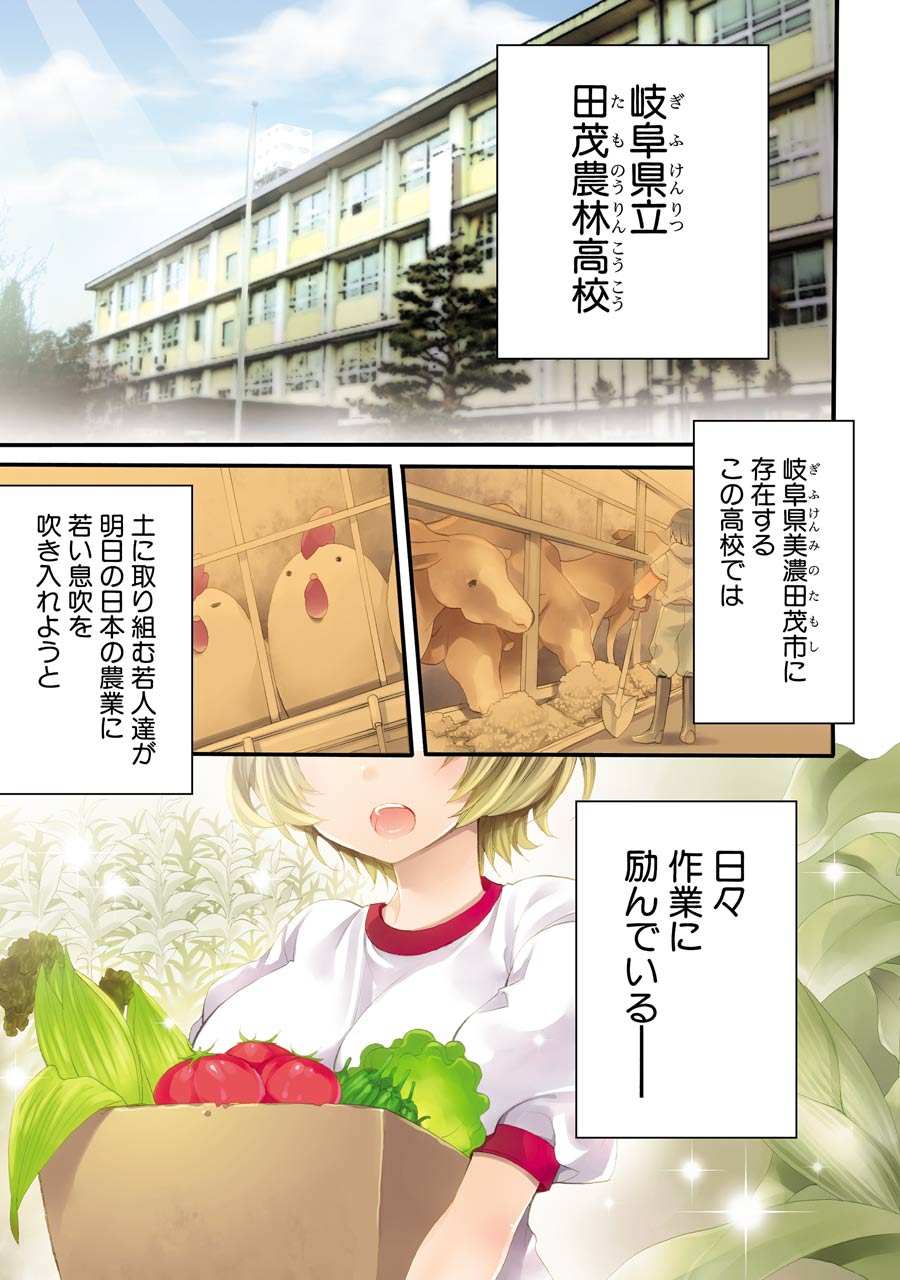 岐阜県立
田茂農林高校
岐阜県美濃田茂市に
存在する
この高校では
土に取り組む若人達が
明日の日本の農業に
若い息吹を
吹き入れようと
日々
作業に
励んでいる――